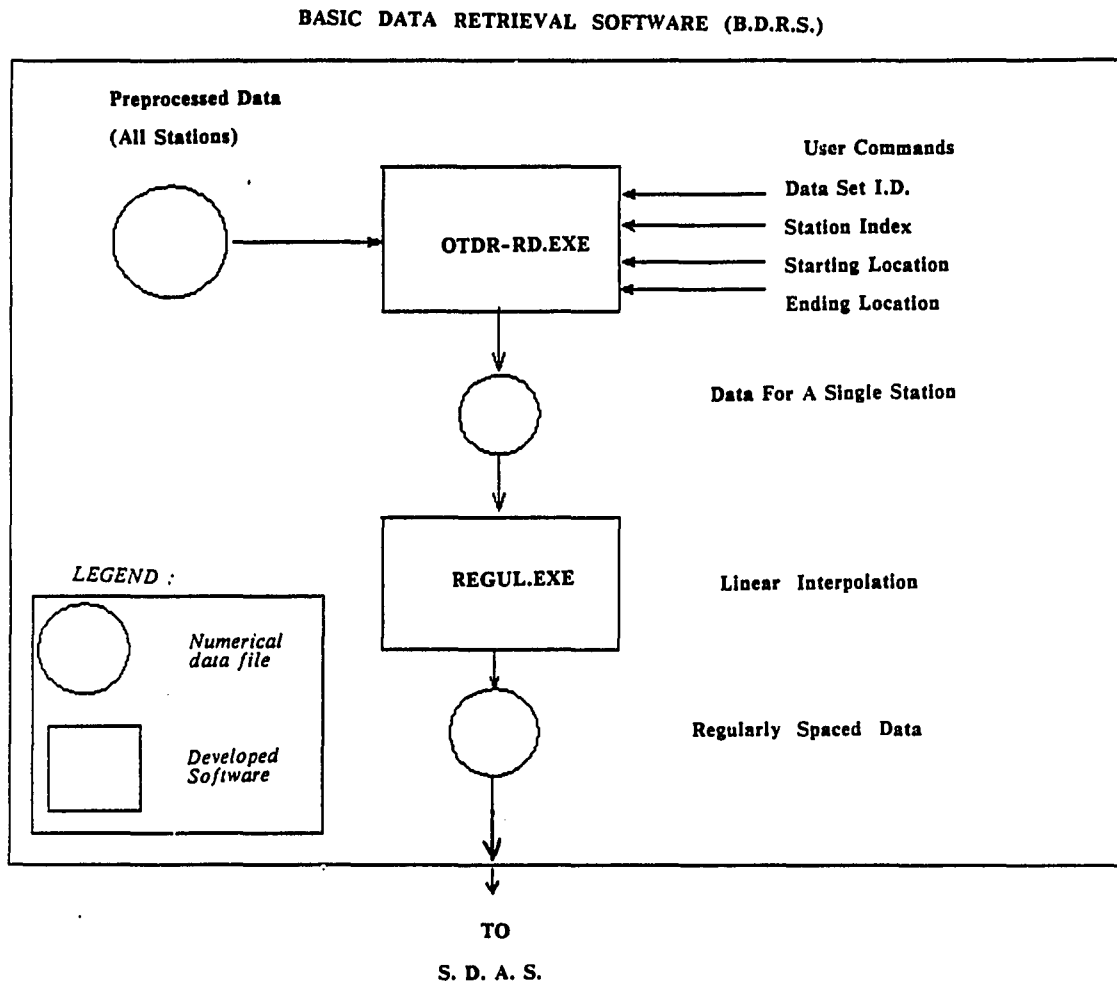 BASIC DATA RETRIEVAL SOFTWARE (B.D.R.S.)
Preprocessed Data
(All Stations)
User Commands
Data Set I.D.
Station Index
Starting Location
Ending Location
OTDR-RD.EXE
Data For A Single Station
REGUL.EXE
Linear Interpolation
LEGEND :
Numerical
data file
Developed
Software
Regularly Spaced Data
TO
S. D. A. S.